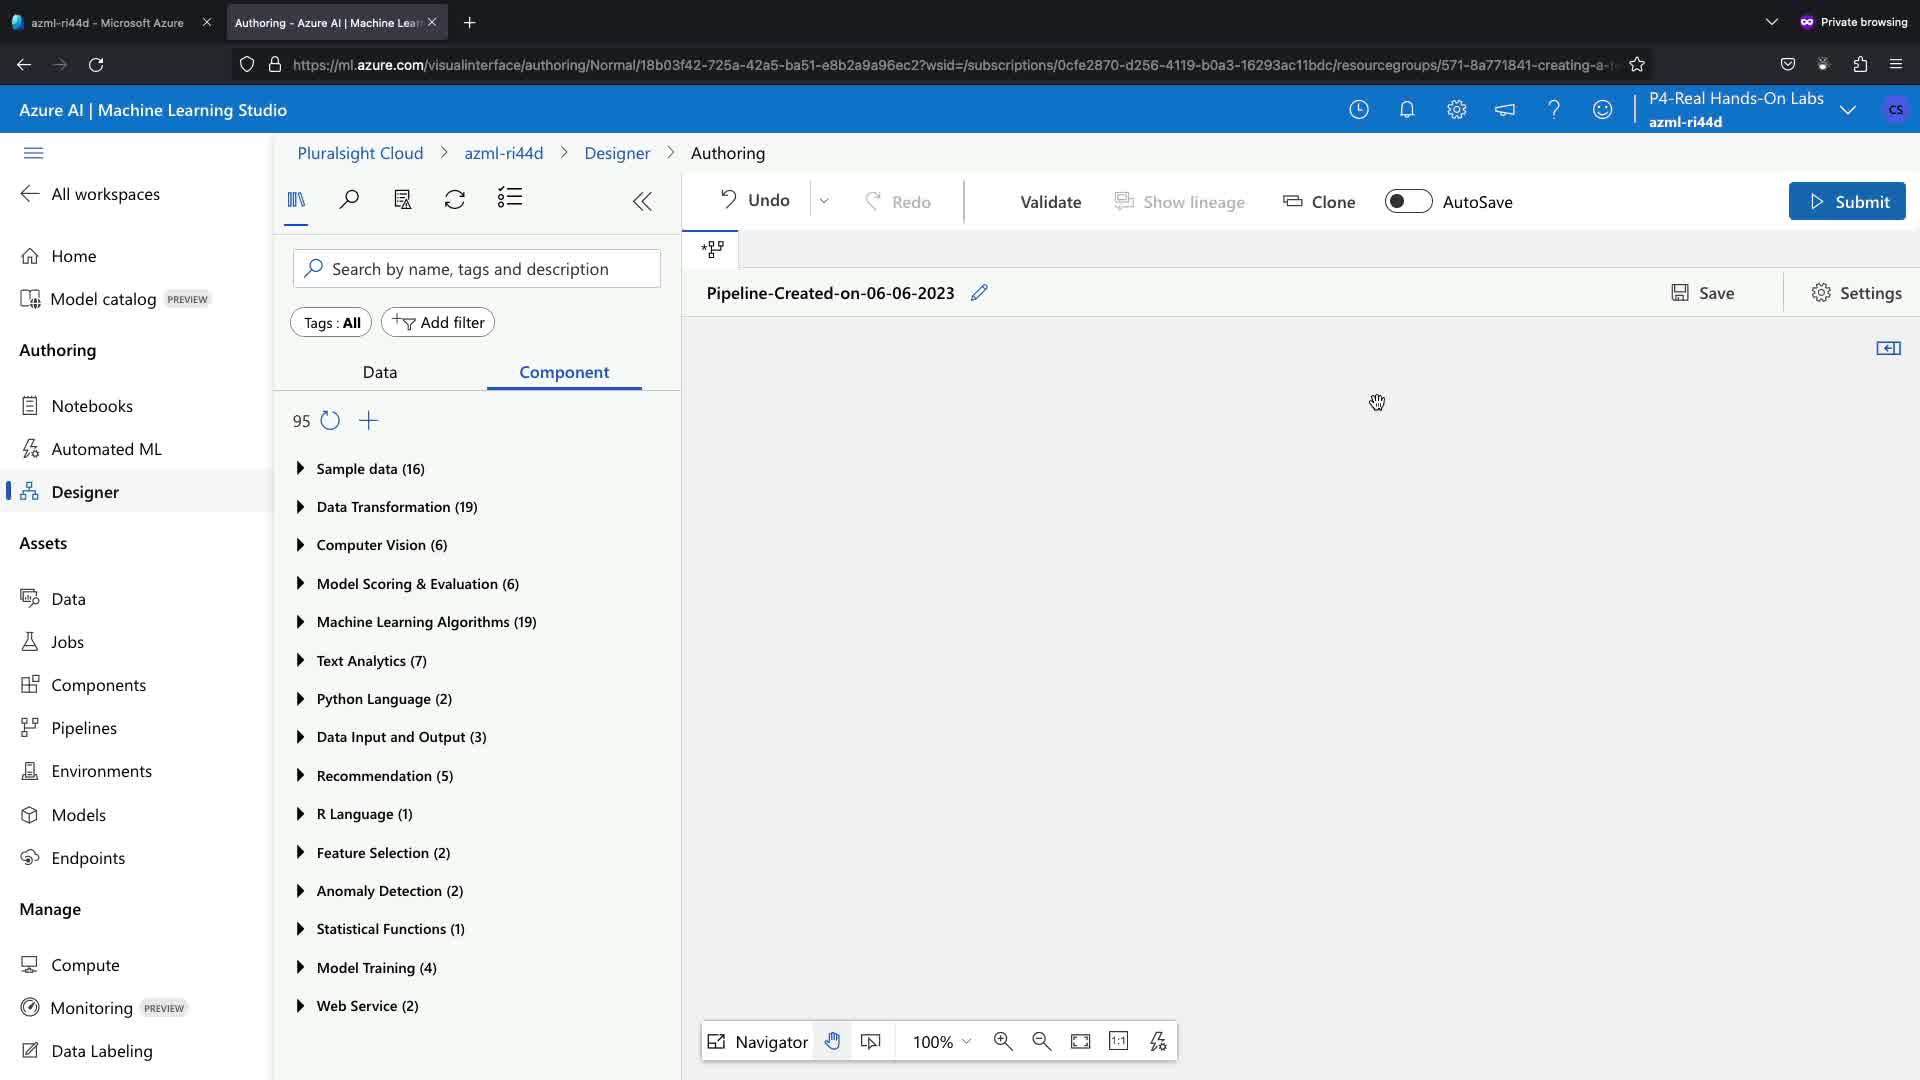 azml-ri44d - Microsoft Azure
Authoring - Azure AI | Machine Lear
Private browsing
https://ml.azure.com/visualinterface/authoring/Normal/18b03f42-725a-42a5-ba51-e8b2a9a96ec2?wsid=/subscriptions/0cfe2870-d256-4119-b0a3-16293ac11bdc/resourcegroups/571-8a771841-creating-a-
Azure AI | Machine Learning Studio
P4-Real Hands-On Labs
azml-ri44d
CS
Pluralsight Cloud > azml-ri44d > Designer > Authoring
All workspaces
Home
Model catalog PREVIEW
Authoring
Notebooks
Automated ML
Designer
Assets
Data
Jobs
Components
Pipelines
Environments
Models
Endpoints
Manage
Compute
Monitoring PREVIEW
Data Labeling
Search by name, tags and description
Tags : All
Add filter
Data
Component
95
Sample data (16)
Data Transformation (19)
Computer Vision (6)
Model Scoring & Evaluation (6)
Machine Learning Algorithms (19)
Text Analytics (7)
Python Language (2)
Data Input and Output (3)
Recommendation (5)
R Language (1)
Feature Selection (2)
Anomaly Detection (2)
Statistical Functions (1)
Model Training (4)
Web Service (2)
Undo
Redo
Validate
Show lineage
Clone
AutoSave
Submit
Pipeline-Created-on-06-06-2023
Save
Settings
Navigator
100%
1:1